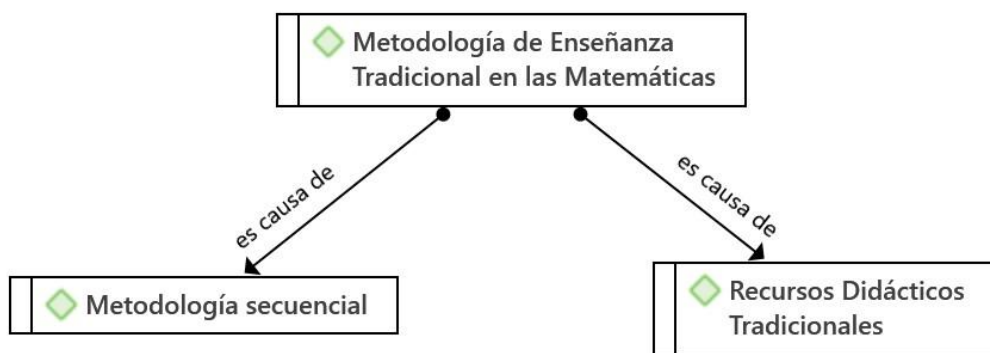 Metodología de Enseñanza
Tradicional en las Matemáticas
es causa de
es causa de
Metodología secuencial
Recursos Didácticos
Tradicionales